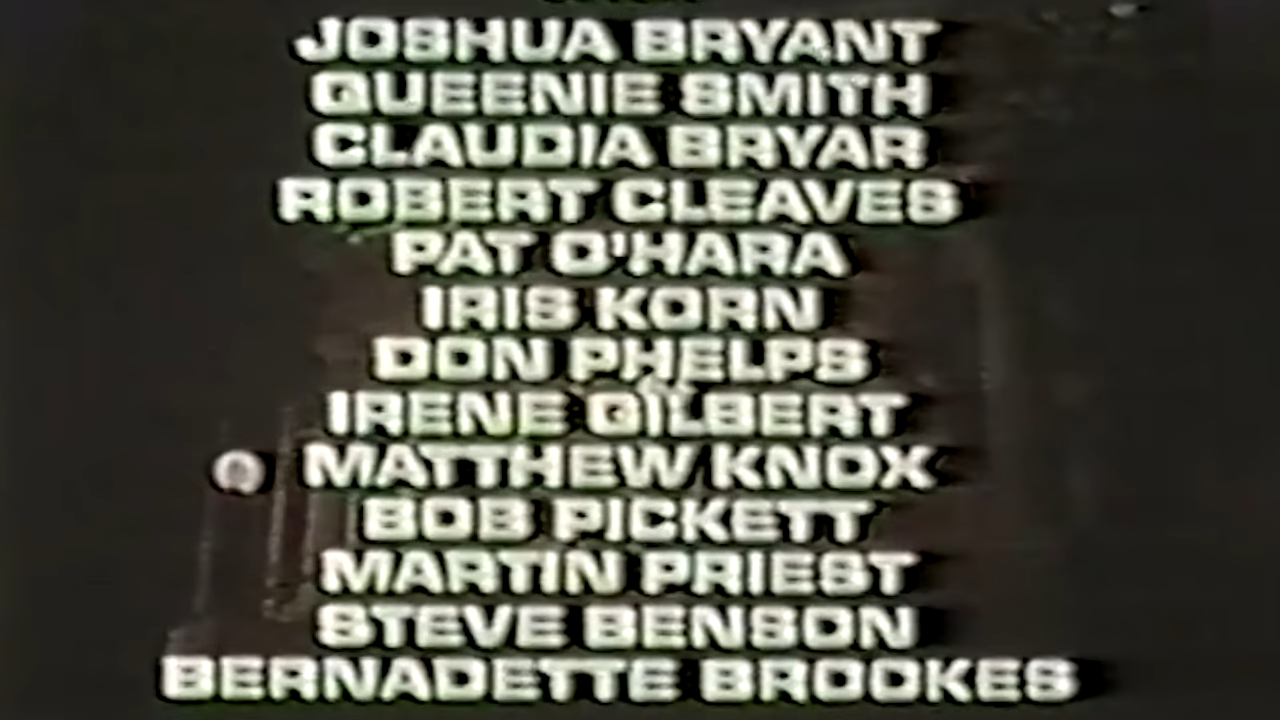 JOSHUA BRYANT
QUEENIE SMITH
CLAUDIA BRYAR
ROBERT CLEAVES
PAT O'HARA
IRIS KORN
DON PHELPS
IRENE GILBERT
MATTHEW KNOX
BOB PICKETT
MARTIN PRIEST
STEVE BENSON
BERNADETTE BROOKES